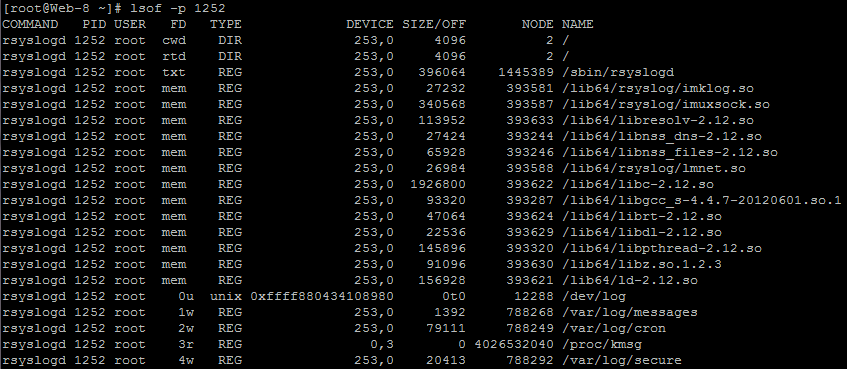 [root@Web-8 ~]# lsof -p 1252
COMMAND  PID USER   FD   TYPE             DEVICE SIZE/OFF       NODE NAME
rsyslogd 1252 root  cwd    DIR              253,0     4096          2 /
rsyslogd 1252 root  rtd    DIR              253,0     4096          2 /
rsyslogd 1252 root  txt    REG              253,0   396064    1445389 /sbin/rsyslogd
rsyslogd 1252 root  mem    REG              253,0    27232     393581 /lib64/rsyslog/imklog.so
rsyslogd 1252 root  mem    REG              253,0   340568     393587 /lib64/rsyslog/imuxsock.so
rsyslogd 1252 root  mem    REG              253,0   113952     393633 /lib64/libresolv-2.12.so
rsyslogd 1252 root  mem    REG              253,0    27424     393244 /lib64/libnss_dns-2.12.so
rsyslogd 1252 root  mem    REG              253,0    65928     393246 /lib64/libnss_files-2.12.so
rsyslogd 1252 root  mem    REG              253,0    26984     393588 /lib64/rsyslog/lmnet.so
rsyslogd 1252 root  mem    REG              253,0  1926800     393622 /lib64/libc-2.12.so
rsyslogd 1252 root  mem    REG              253,0    93320     393287 /lib64/libgcc_s-4.4.7-20120601.so.1
rsyslogd 1252 root  mem    REG              253,0    47064     393624 /lib64/librt-2.12.so
rsyslogd 1252 root  mem    REG              253,0    22536     393629 /lib64/libdl-2.12.so
rsyslogd 1252 root  mem    REG              253,0   145896     393320 /lib64/libpthread-2.12.so
rsyslogd 1252 root  mem    REG              253,0    91096     393630 /lib64/libz.so.1.2.3
rsyslogd 1252 root  mem    REG              253,0   156928     393621 /lib64/ld-2.12.so
rsyslogd 1252 root   0u   unix 0xffff880434108980      0t0      12288 /dev/log
rsyslogd 1252 root   1w    REG              253,0     1392     788268 /var/log/messages
rsyslogd 1252 root   2w    REG              253,0    79111     788249 /var/log/cron
rsyslogd 1252 root   3r    REG                0,3        0 4026532040 /proc/kmsg
rsyslogd 1252 root   4w    REG              253,0    20413     788292 /var/log/secure